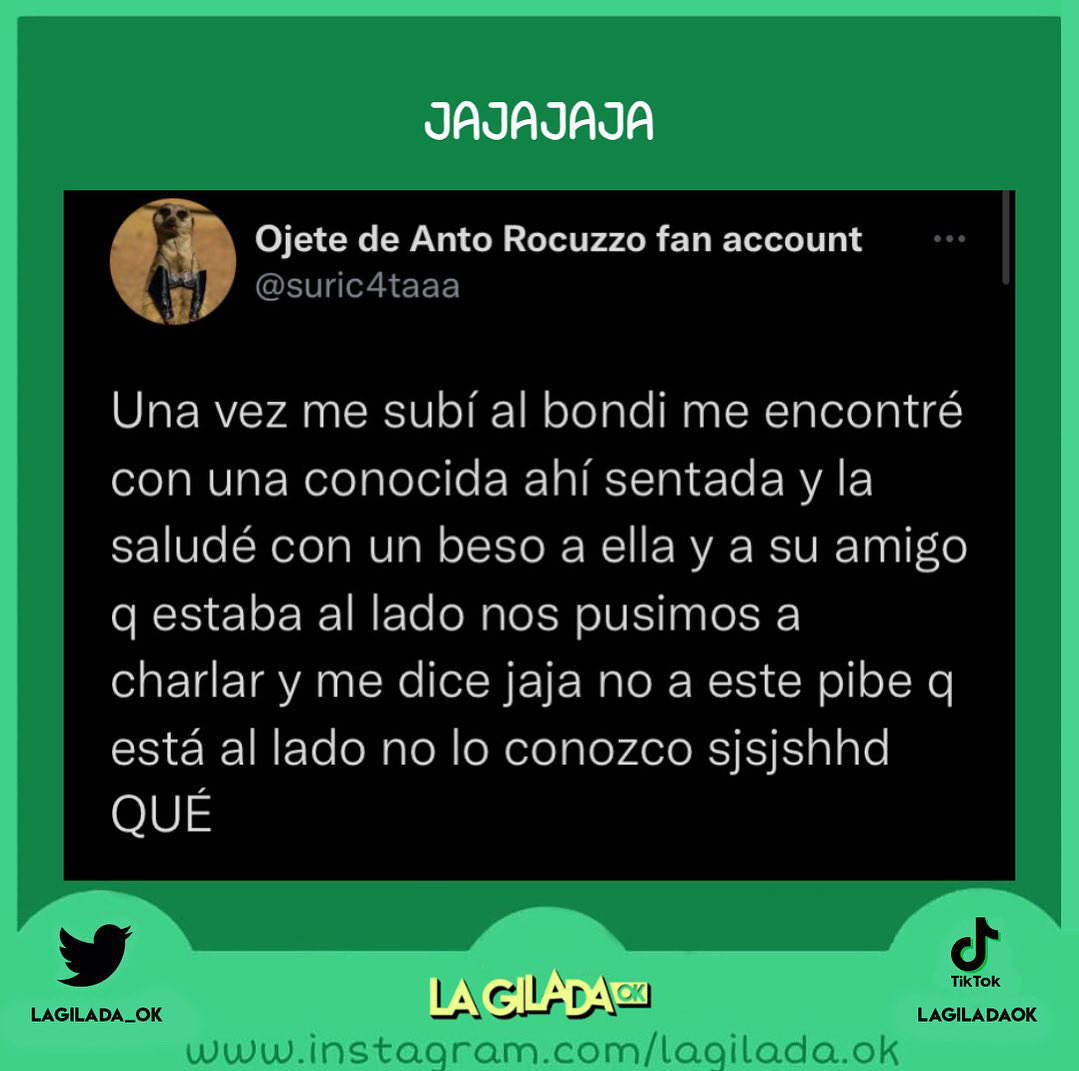 JAJAJAJA
Ojete de Anto Rocuzzo fan account
@suric4taaa
Una vez me subí al bondi me encontré
con una conocida ahí sentada y la
saludé con un beso a ella y a su amigo
q estaba al lado nos pusimos a
charlar y me dice jaja no a este pibe q
está al lado no lo conozco sjsjshhd
QUÉ
LA GILADA OK
TikTok
LAGILADA_OK
LAGILADAOK
www.instagram.com/lagilada.ok